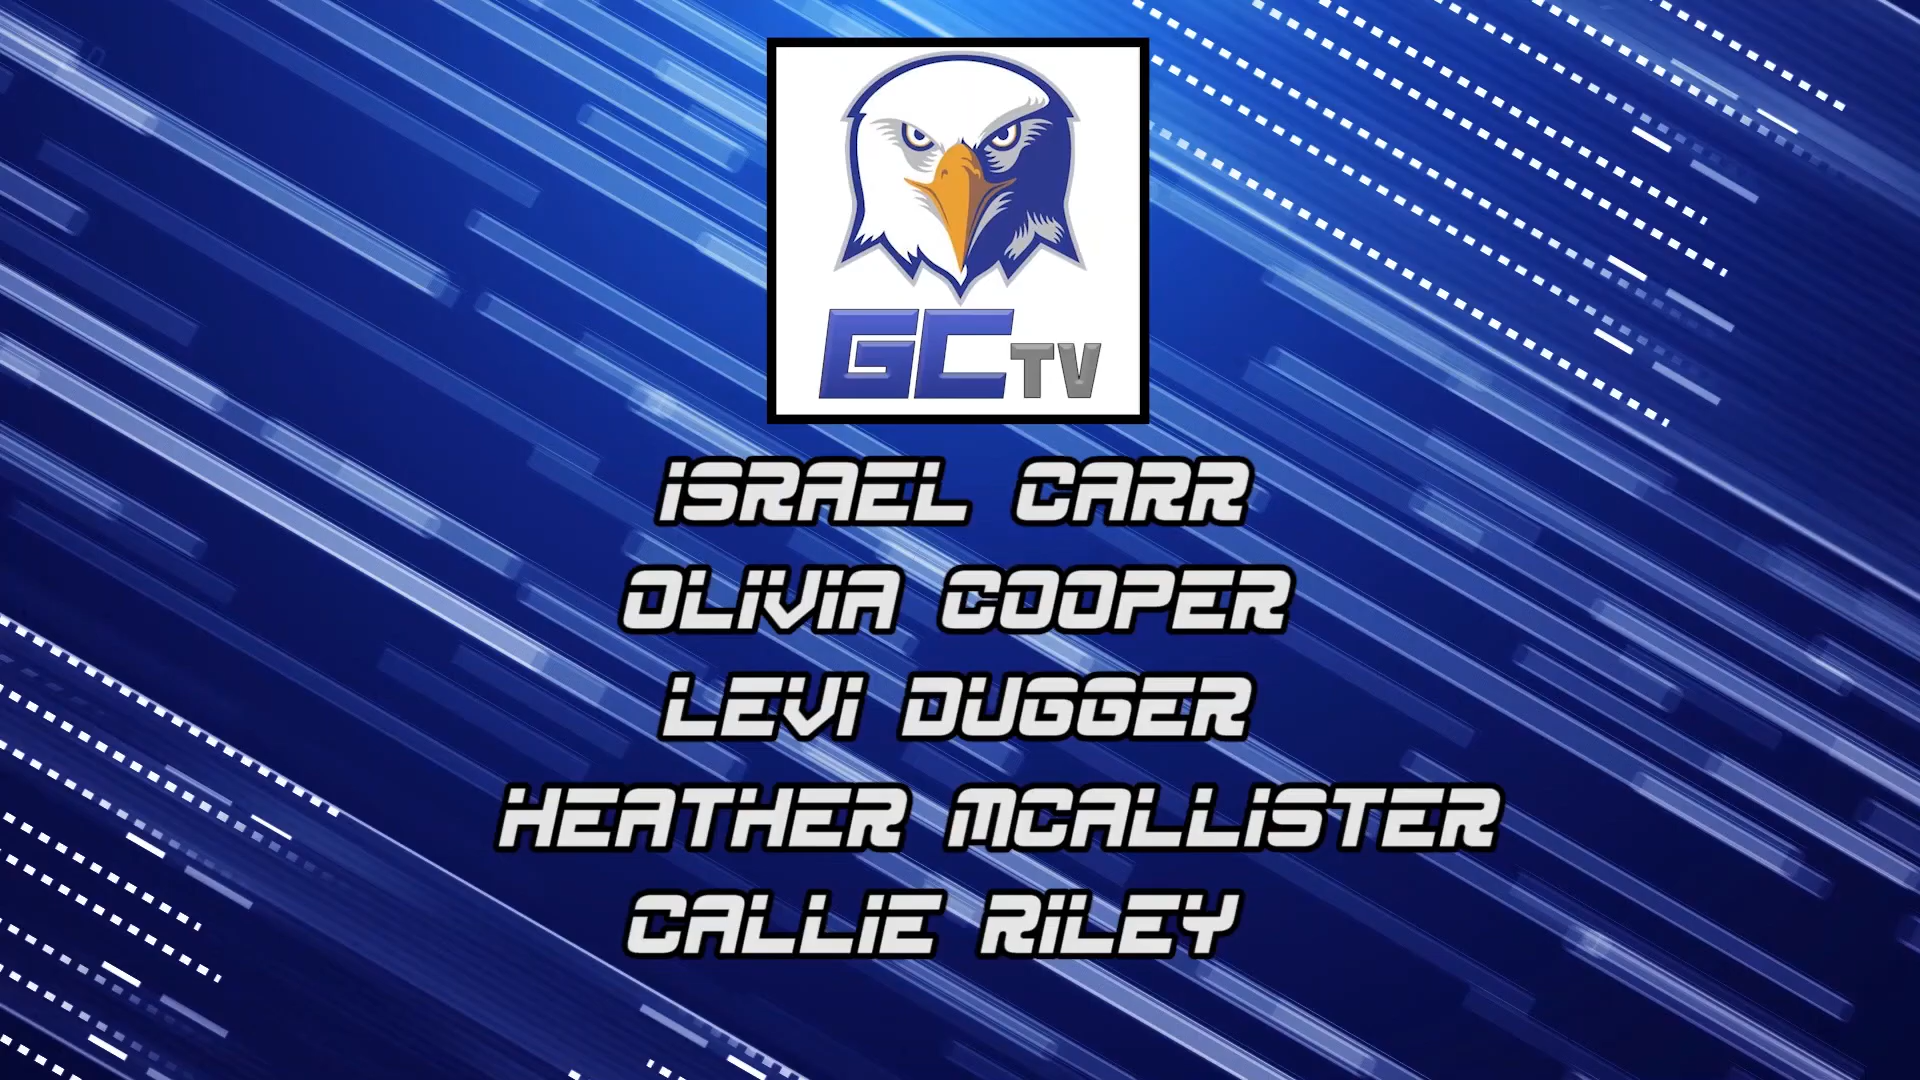 GCTV
ISRAEL CARR
OLIVIA COOPER
LEVI DUGGER
HEATHER MCALLISTER
CALLIE RILEY